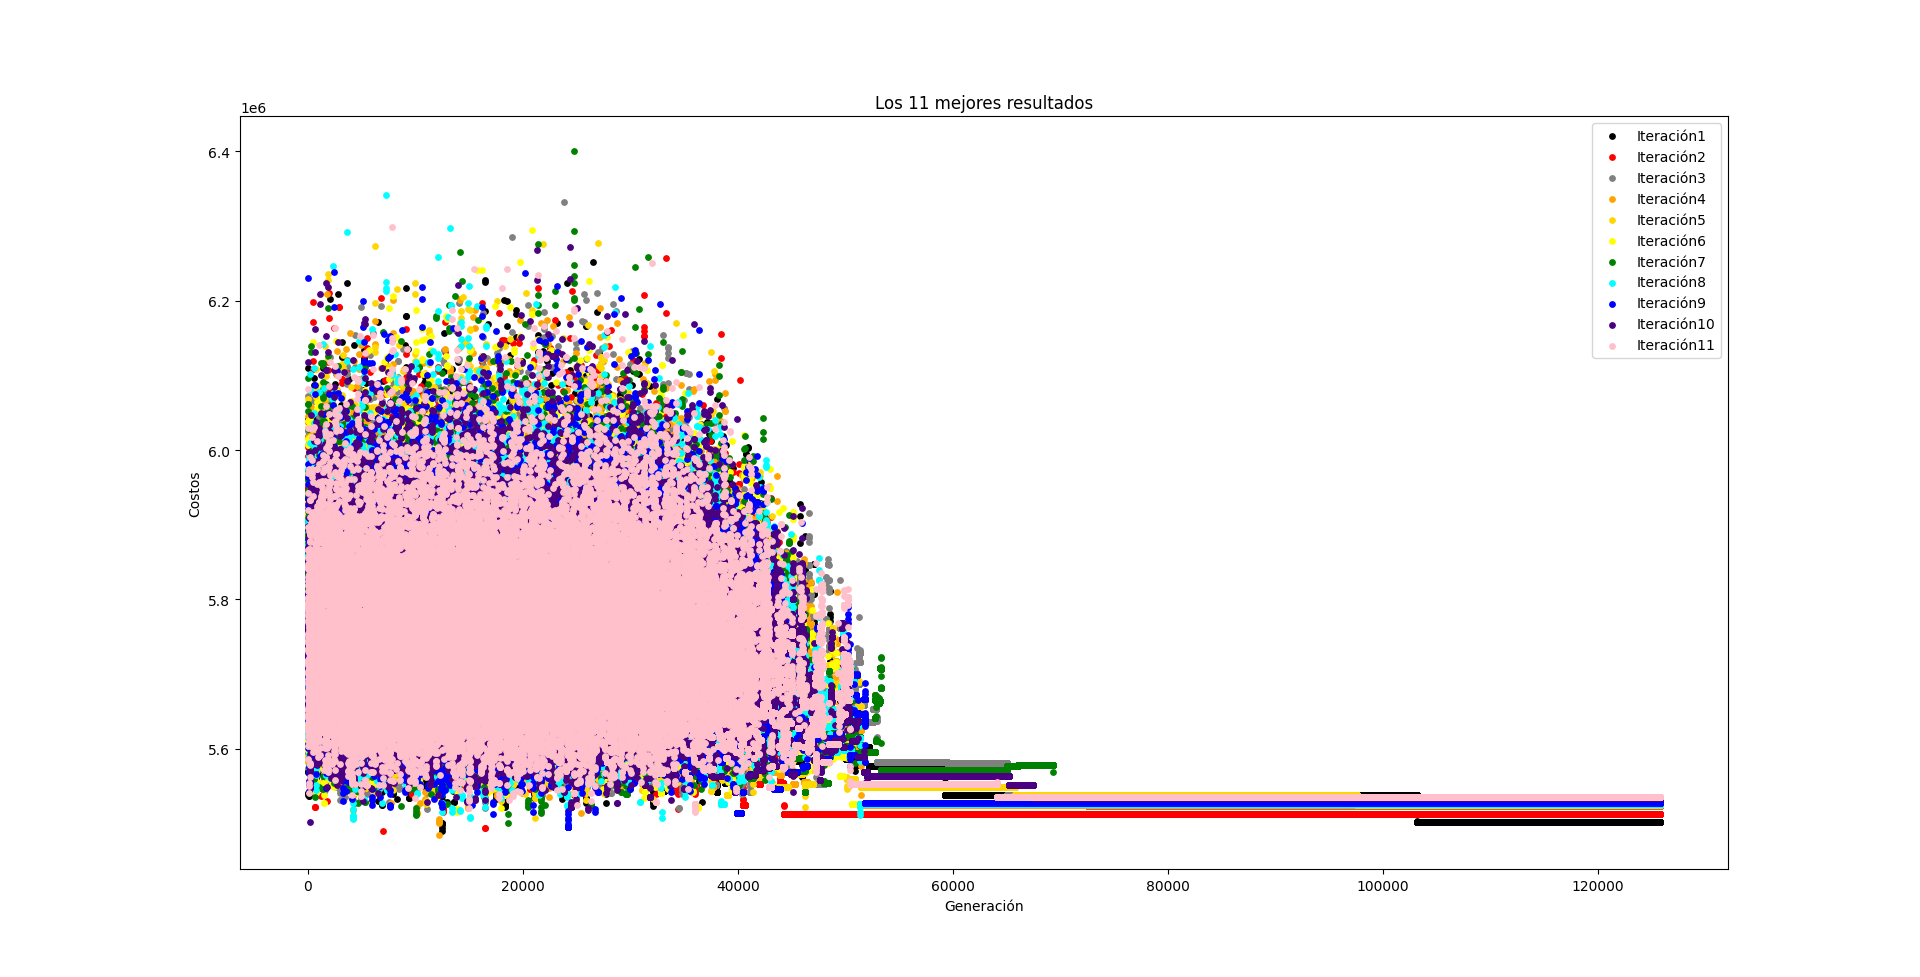 Los 11 mejores resultados
1e6
6.4
6.2
6.0
5.8
5.6
Costos
0
20000
40000
60000
80000
100000
120000
Generación
Iteración1
Iteración2
Iteración3
Iteración4
Iteración5
Iteración6
Iteración7
Iteración8
Iteración9
Iteración10
Iteración11